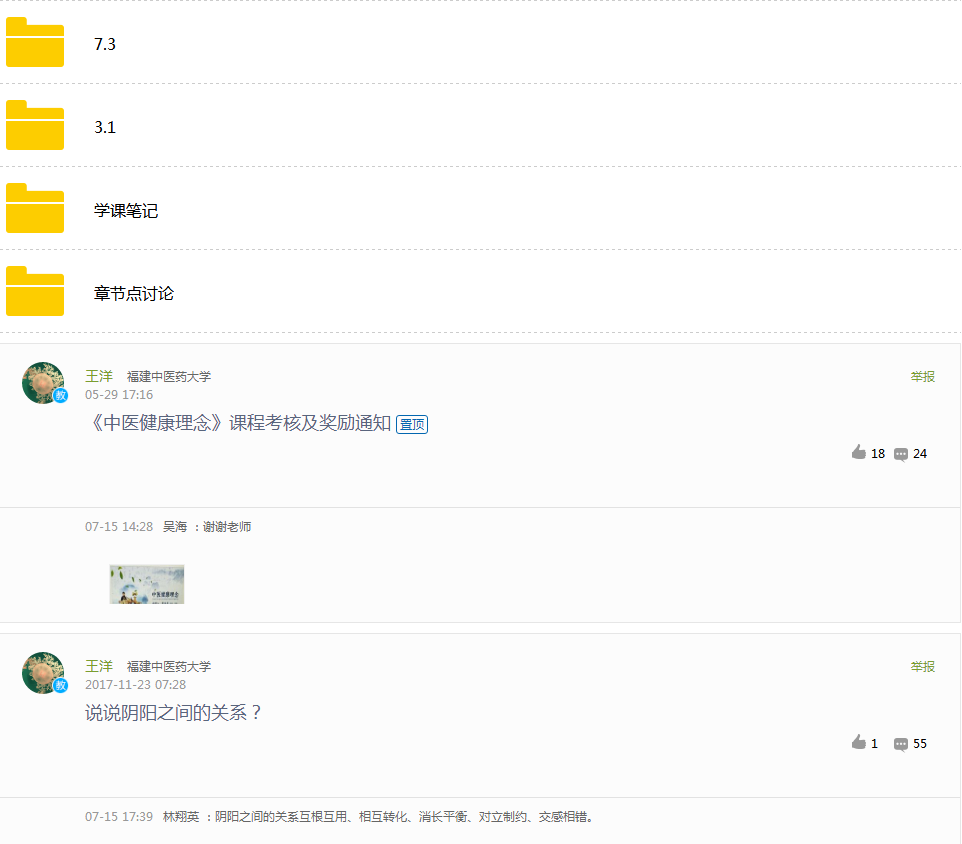 7.3
3.1
学课笔记
章节点讨论
王洋 福建中医药大学 举报
教
05-29 17:16
《中医健康理念》课程考核及奖励通知 置顶
18 24
07-15 14:28 吴海 ：谢谢老师
中医健康理念
王洋 福建中医药大学 举报
教
2017-11-23 07:28
说说阴阳之间的关系？
1 55
07-15 17:39 林翔英 ：阴阳之间的关系互根互用、相互转化、消长平衡、对立制约、交感相错。